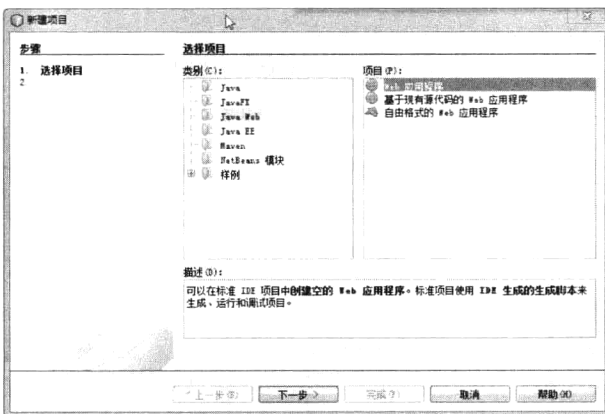 新建项目
步骤
1. 选择项目
2
选择项目
类别(C):
Java
JavaFX
Java Web
Java EE
Maven
NetBeans 模块
样例
项目(P):
Web 应用程序
基于现有源代码的 Web 应用程序
自由格式的 Web 应用程序
描述(D):
可以在标准 IDE 项目中创建空的 Web 应用程序。标准项目使用 IDE 生成的生成脚本来
生成、运行和调试项目。
<上一步(B)
下一步 >
完成(F)
取消
帮助(H)